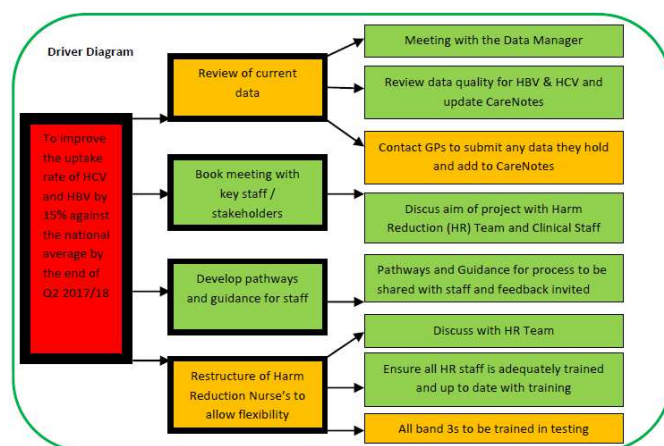 Driver Diagram
To improve
the uptake
rate of HCV
and HBV by
15% against
the national
average by
the end of
Q2 2017/18
Review of current
data
Meeting with the Data Manager
Review data quality for HBV & HCV and
update CareNotes
Contact GPs to submit any data they hold
and add to CareNotes
Book meeting with
key staff /
stakeholders
Discus aim of project with Harm
Reduction (HR) Team and Clinical Staff
Develop pathways
and guidance for staff
Pathways and Guidance for process to be
shared with staff and feedback invited
Restructure of Harm
Reduction Nurse's to
allow flexibility
Discuss with HR Team
Ensure all HR staff is adequately trained
and up to date with training
All band 3s to be trained in testing